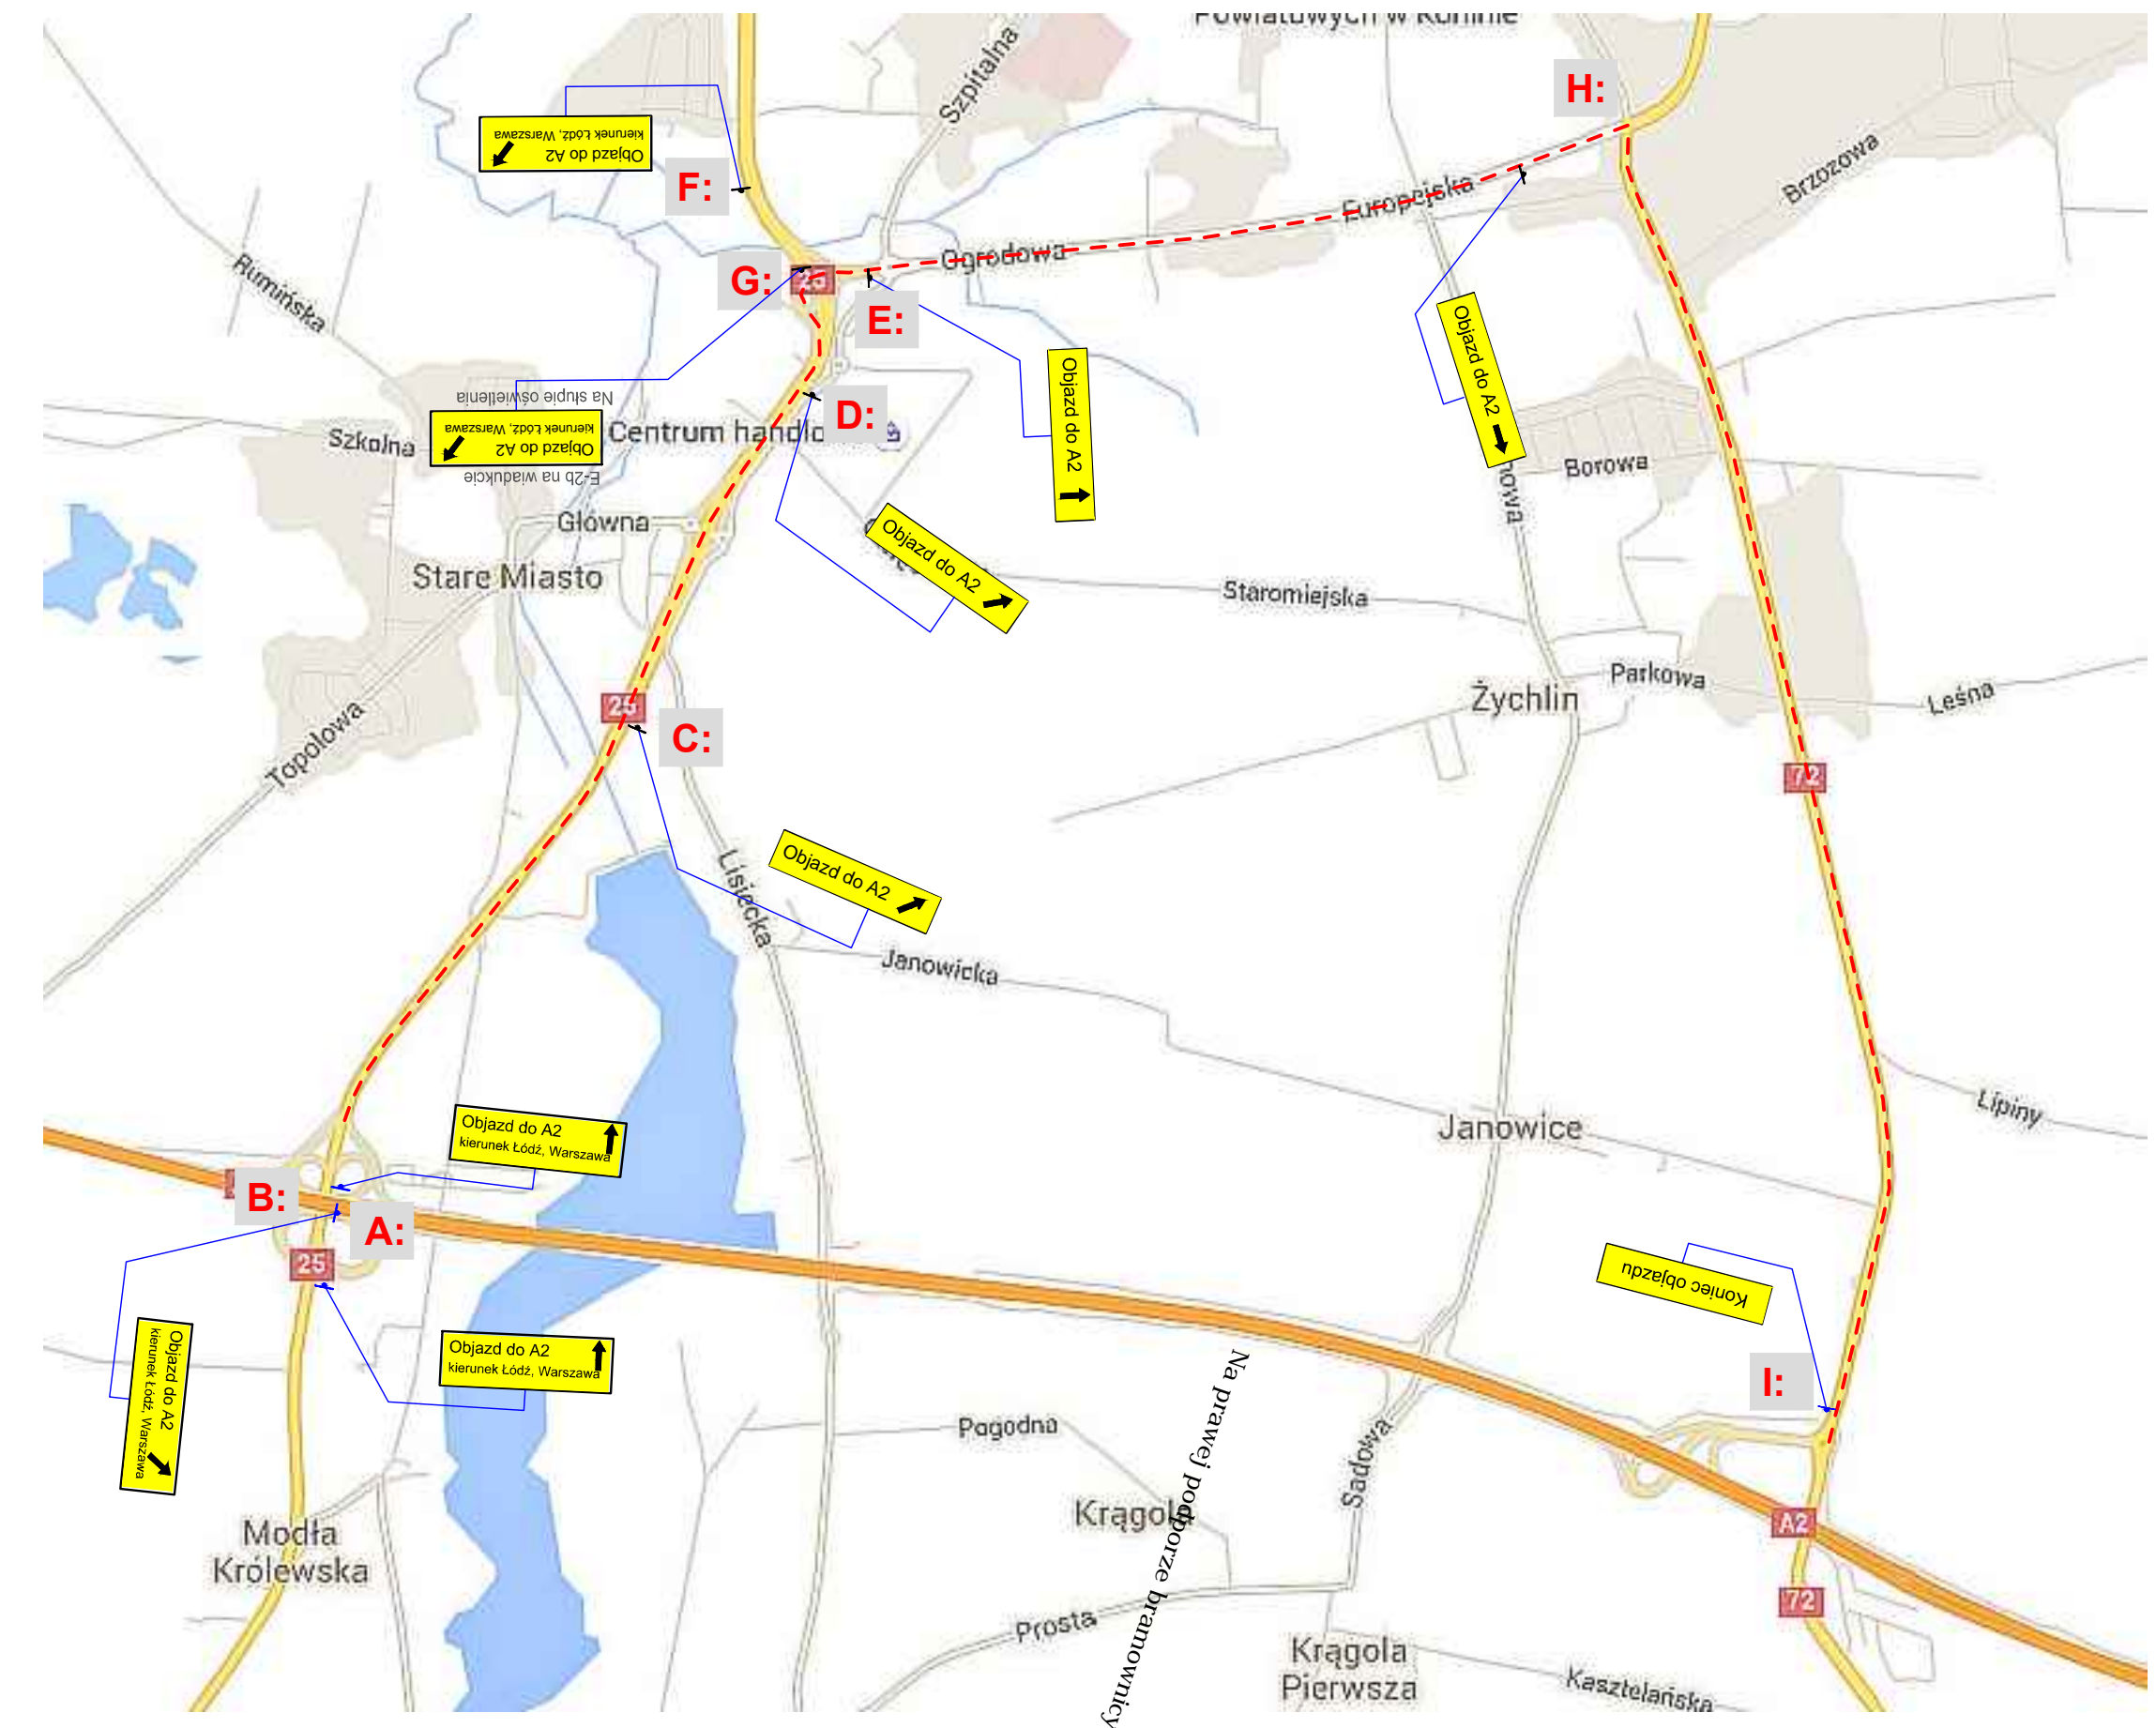 Powiatowych w Koninie
H:
Szpitalna
Objazd do A2
kierunek Łódź, Warszawa
F:
Brzozowa
Europejska
Ogrodowa
Rumińska
G:
25
E:
Objazd do A2
Objazd do A2
Na słupie oświetlenia
Objazd do A2
kierunek Łódź, Warszawa
E-2b na wiadukcie
Szkolna
Centrum handlo
D:
Borowa
nowa
Główna
Objazd do A2
Stare Miasto
Staromiejska
Parkowa
Żychlin
Leśna
25
C:
Topolowa
72
Objazd do A2
Lisiecka
Janowicka
Lipiny
Objazd do A2
kierunek Łódź, Warszawa
Janowice
B:
A:
25
Koniec objazdu
Objazd do A2
kierunek Łódź, Warszawa
Objazd do A2
kierunek Łódź, Warszawa
I:
Na prawej podporze bramownicy
Pogodna
Sadowa
Krągola
A2
Modła
Królewska
72
Prosta
Krągola
Pierwsza
Kasztelańska